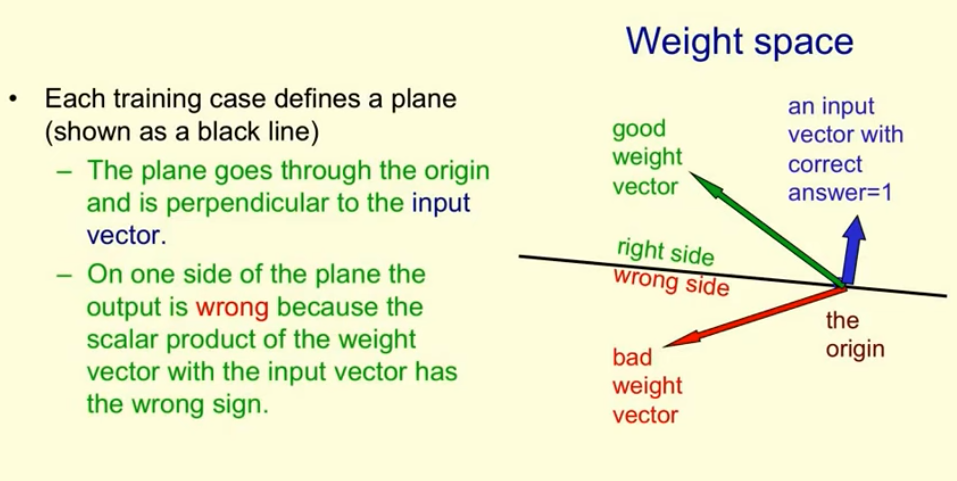 Weight space
• Each training case defines a plane
(shown as a black line)
– The plane goes through the origin
and is perpendicular to the input
vector.
– On one side of the plane the
output is wrong because the
scalar product of the weight
vector with the input vector has
the wrong sign.
good
weight
vector
an input
vector with
correct
answer=1
right side
wrong side
the
origin
bad
weight
vector